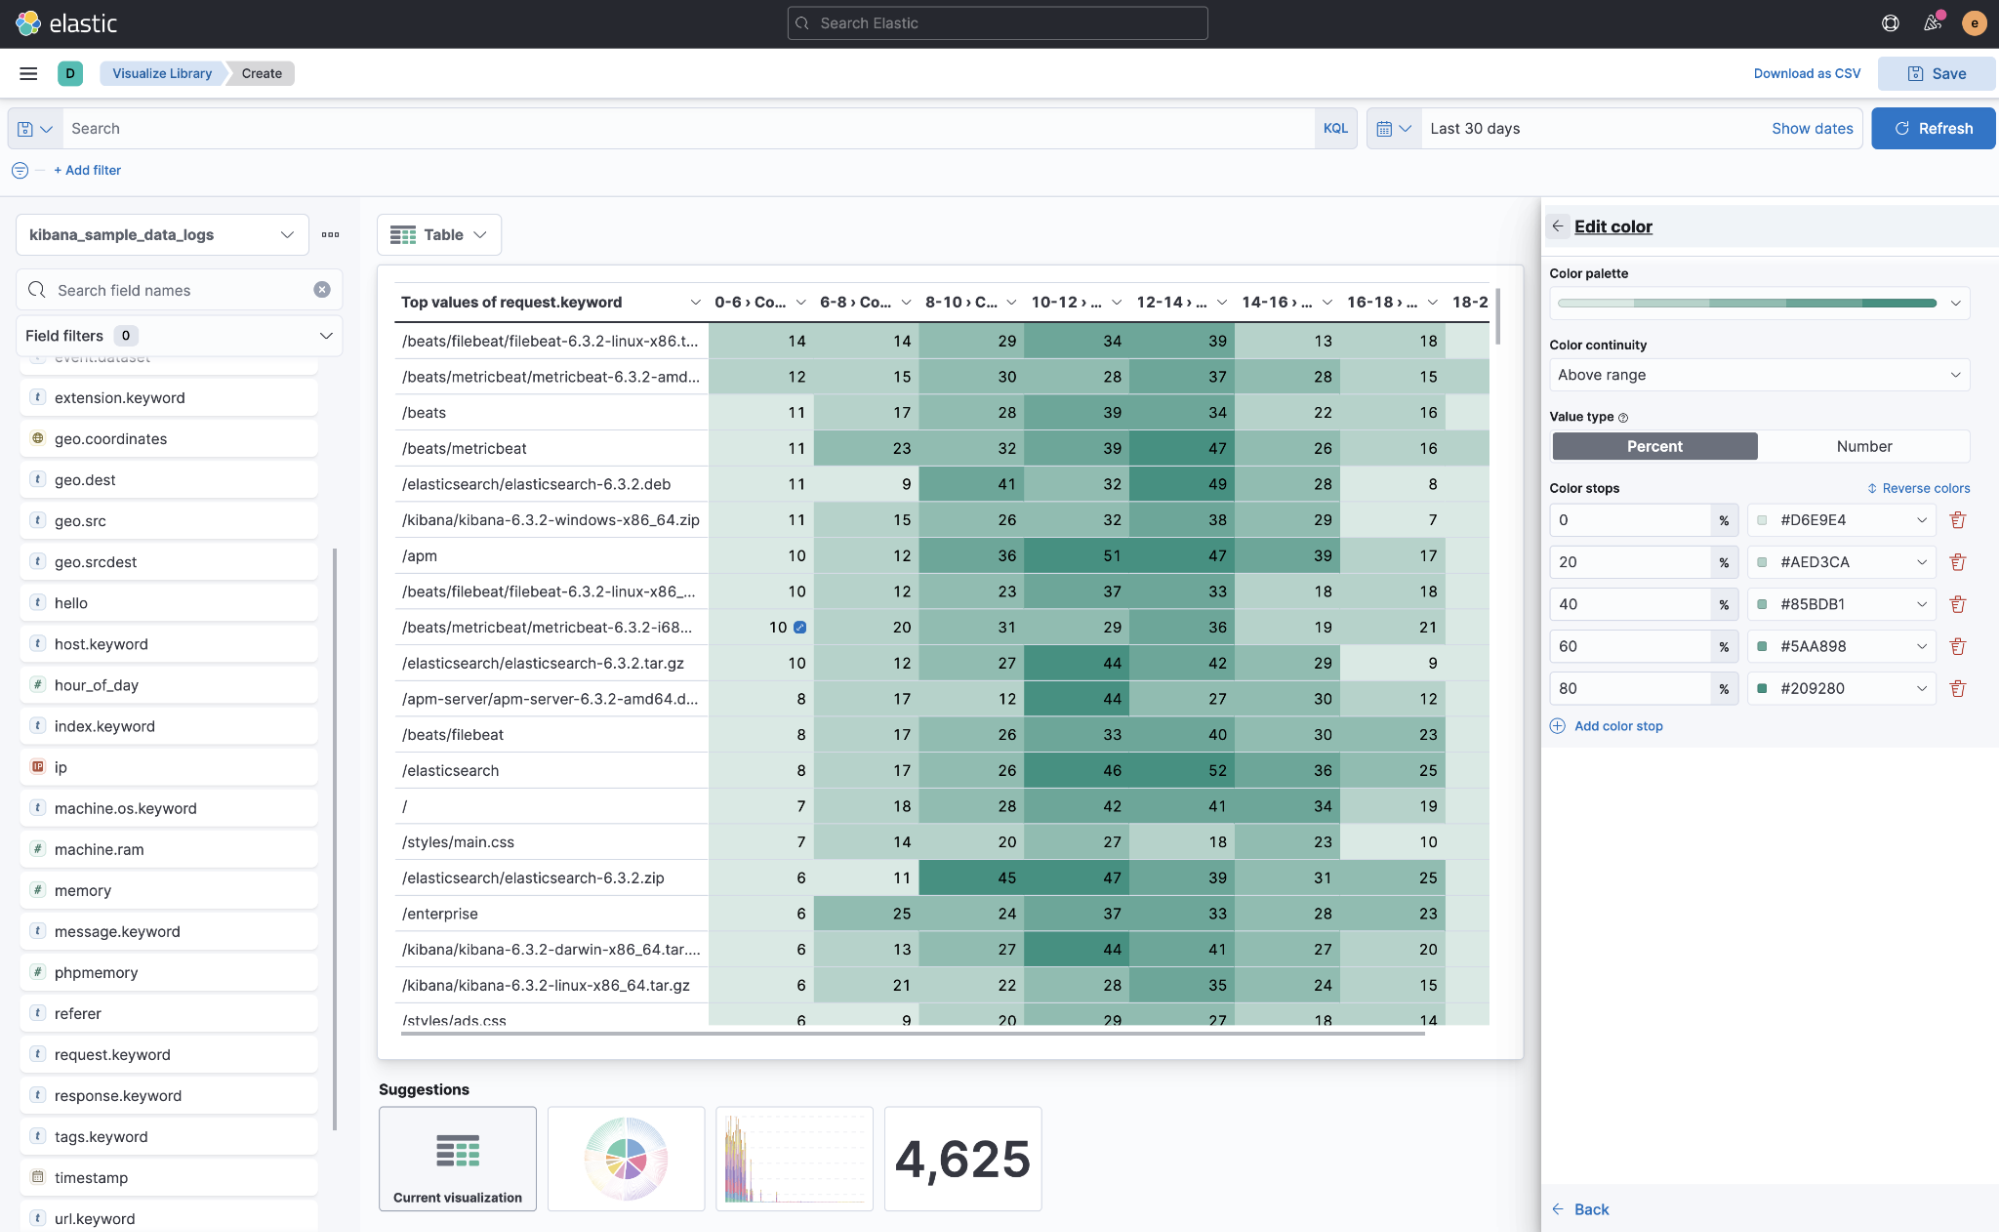 elastic
Search Elastic
e
D
Visualize Library
Create
Download as CSV
Save
Search
KQL
Last 30 days
Show dates
Refresh
+ Add filter
kibana_sample_data_logs
Search field names
Field filters 0
event.dataset
t extension.keyword
geo.coordinates
t geo.dest
t geo.src
t geo.srcdest
t hello
t host.keyword
# hour_of_day
t index.keyword
IP ip
t machine.os.keyword
# machine.ram
# memory
t message.keyword
# phpmemory
t referer
t request.keyword
t response.keyword
t tags.keyword
timestamp
t url.keyword
Table
Top values of request.keyword 0-6 › Co... 6-8 › Co... 8-10 › C... 10-12 › ... 12-14 › ... 14-16 › ... 16-18 › ... 18-2
/beats/filebeat/filebeat-6.3.2-linux-x86.t... 14 14 29 34 39 13 18
/beats/metricbeat/metricbeat-6.3.2-amd... 12 15 30 28 37 28 15
/beats 11 17 28 39 34 22 16
/beats/metricbeat 11 23 32 39 47 26 16
/elasticsearch/elasticsearch-6.3.2.deb 11 9 41 32 49 28 8
/kibana/kibana-6.3.2-windows-x86_64.zip 11 15 26 32 38 29 7
/apm 10 12 36 51 47 39 17
/beats/filebeat/filebeat-6.3.2-linux-x86_... 10 12 23 37 33 18 18
/beats/metricbeat/metricbeat-6.3.2-i68... 10 20 31 29 36 19 21
/elasticsearch/elasticsearch-6.3.2.tar.gz 10 12 27 44 42 29 9
/apm-server/apm-server-6.3.2-amd64.d... 8 17 12 44 27 30 12
/beats/filebeat 8 17 26 33 40 30 23
/elasticsearch 8 17 26 46 52 36 25
/ 7 18 28 42 41 34 19
/styles/main.css 7 14 20 27 18 23 10
/elasticsearch/elasticsearch-6.3.2.zip 6 11 45 47 39 31 25
/enterprise 6 25 24 37 33 28 23
/kibana/kibana-6.3.2-darwin-x86_64.tar.... 6 13 27 44 41 27 20
/kibana/kibana-6.3.2-linux-x86_64.tar.gz 6 21 22 28 35 24 15
/styles/ads.css 6 9 20 29 27 18 14
Suggestions
Current visualization
4,625
Edit color
Color palette
Color continuity
Above range
Value type
Percent Number
Color stops Reverse colors
0 % #D6E9E4
20 % #AED3CA
40 % #85BDB1
60 % #5AA898
80 % #209280
Add color stop
Back